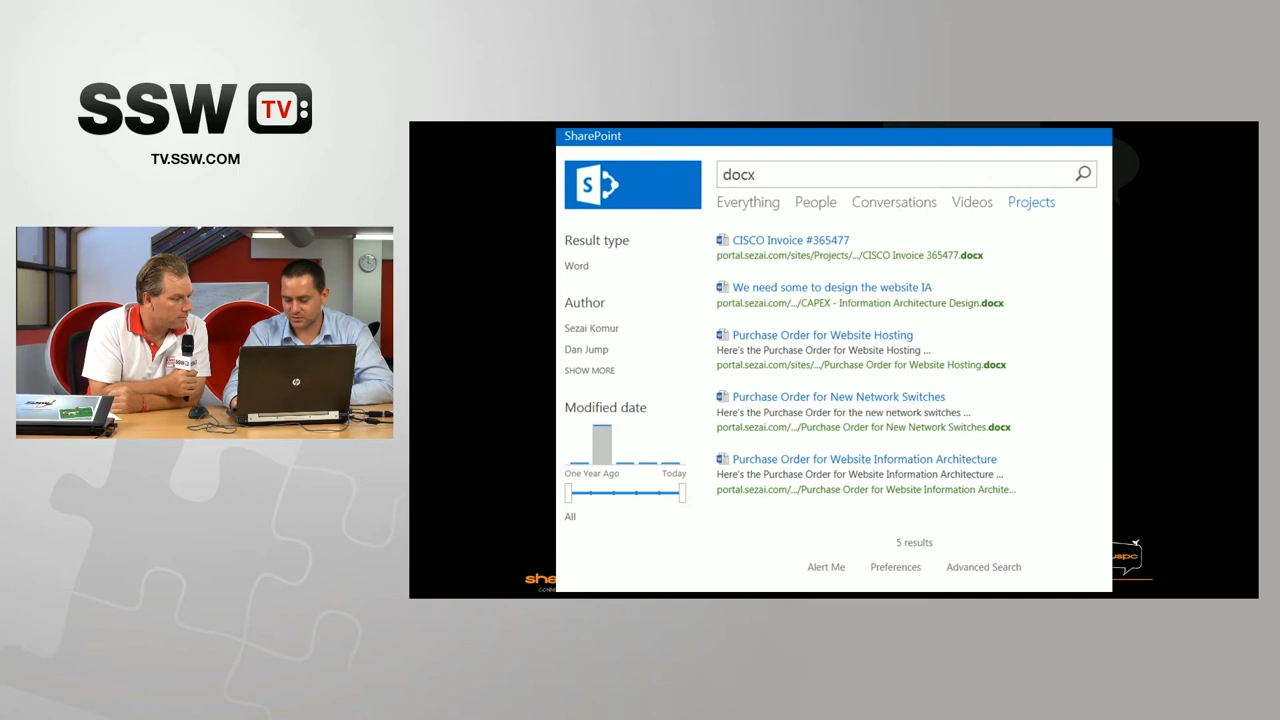 SSW TV:
TV.SSW.COM
SharePoint
S
docx
Everything People Conversations Videos Projects
Result type
Word
Author
Sezai Komur
Dan Jump
SHOW MORE
Modified date
One Year Ago Today
All
CISCO Invoice #365477
portal.sezai.com/sites/Projects/.../CISCO Invoice 365477.docx
We need some to design the website IA
portal.sezai.com/.../CAPEX - Information Architecture Design.docx
Purchase Order for Website Hosting
Here's the Purchase Order for Website Hosting ...
portal.sezai.com/sites/.../Purchase Order for Website Hosting.docx
Purchase Order for New Network Switches
Here's the Purchase Order for the new network switches ...
portal.sezai.com/.../Purchase Order for New Network Switches.docx
Purchase Order for Website Information Architecture
Here's the Purchase Order for Website Information Architecture ...
portal.sezai.com/.../Purchase Order for Website Information Archite...
5 results
Alert Me Preferences Advanced Search
sha
uspc
hp